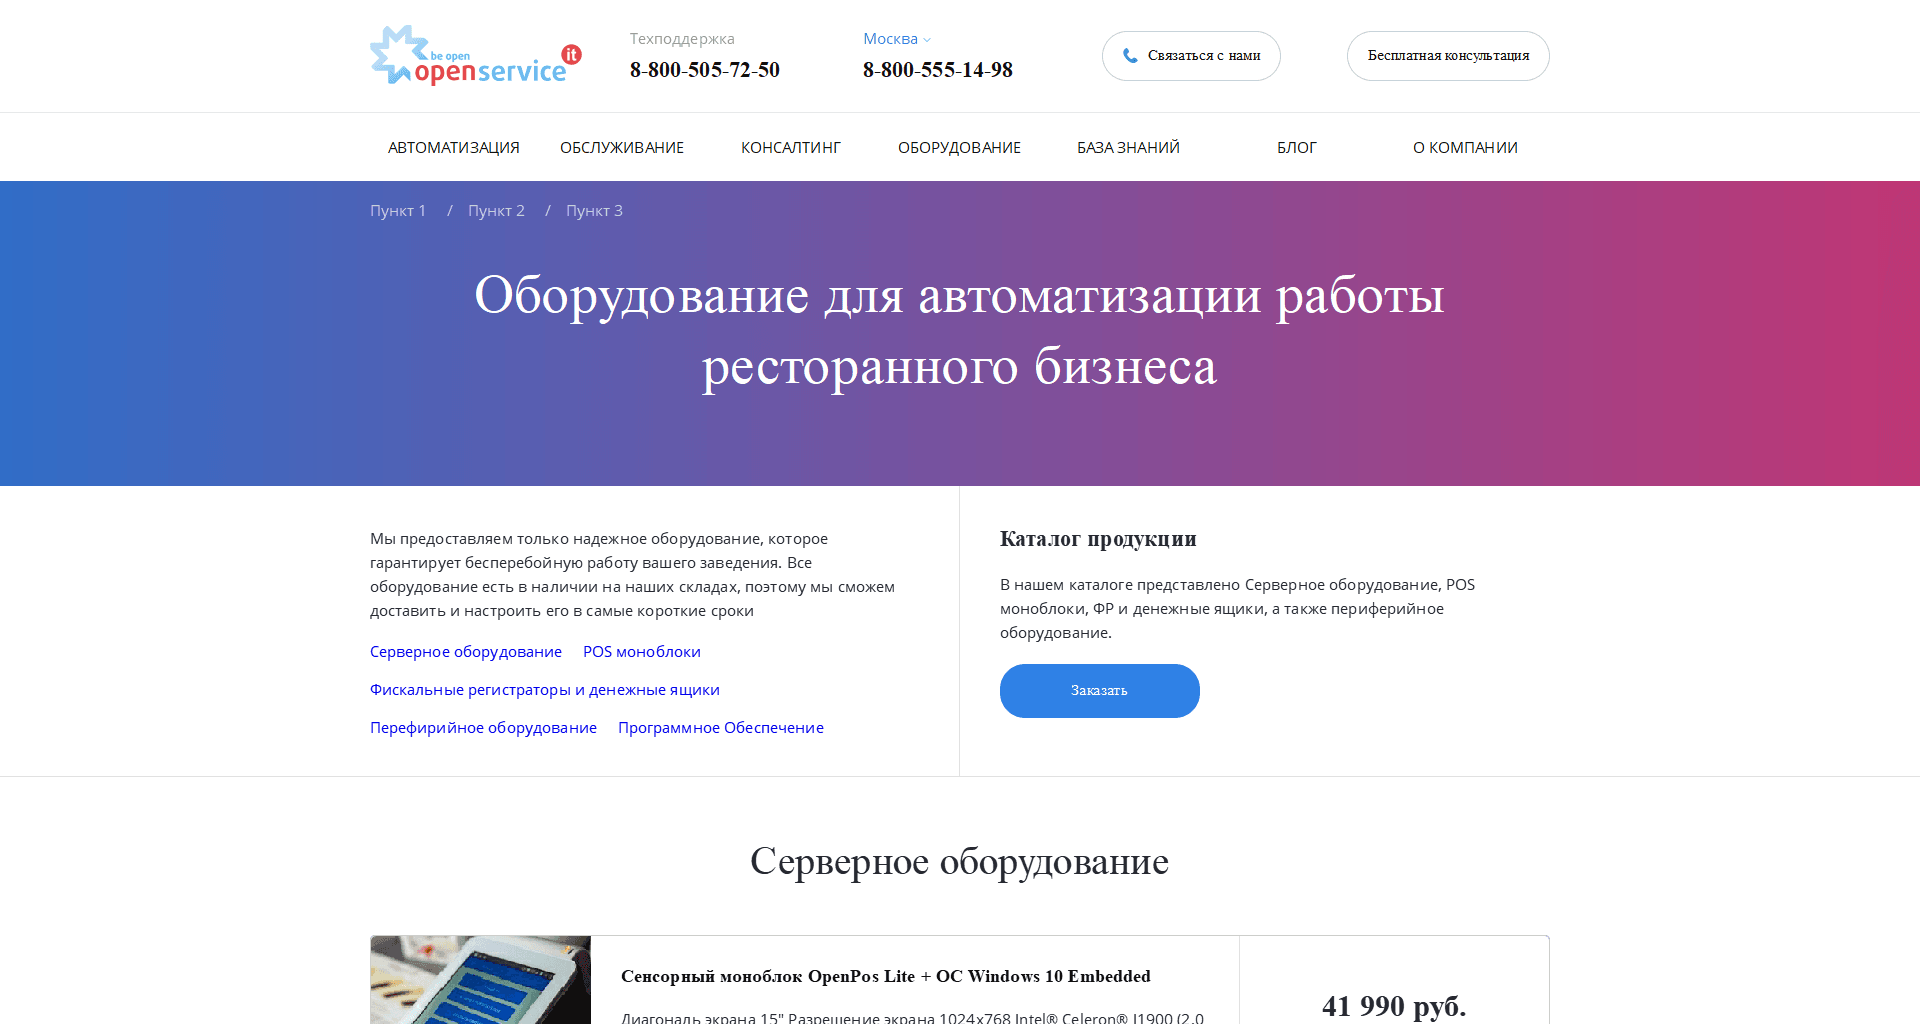 be open
openservice it
Техподдержка
8-800-505-72-50
Москва
8-800-555-14-98
Связаться с нами
Бесплатная консультация
АВТОМАТИЗАЦИЯ ОБСЛУЖИВАНИЕ КОНСАЛТИНГ ОБОРУДОВАНИЕ БАЗА ЗНАНИЙ БЛОГ О КОМПАНИИ
Пункт 1 / Пункт 2 / Пункт 3
Оборудование для автоматизации работы
ресторанного бизнеса
Мы предоставляем только надежное оборудование, которое
гарантирует бесперебойную работу вашего заведения. Все
оборудование есть в наличии на наших складах, поэтому мы сможем
доставить и настроить его в самые короткие сроки
Серверное оборудование POS моноблоки
Фискальные регистраторы и денежные ящики
Перефирийное оборудование Программное Обеспечение
Каталог продукции
В нашем каталоге представлено Серверное оборудование, POS
моноблоки, ФР и денежные ящики, а также периферийное
оборудование.
Заказать
Серверное оборудование
Сенсорный моноблок OpenPos Lite + ОС Windows 10 Embedded
Диагональ экрана 15" Разрешение экрана 1024x768 Intel® Celeron® J1900 (2.0
41 990 руб.